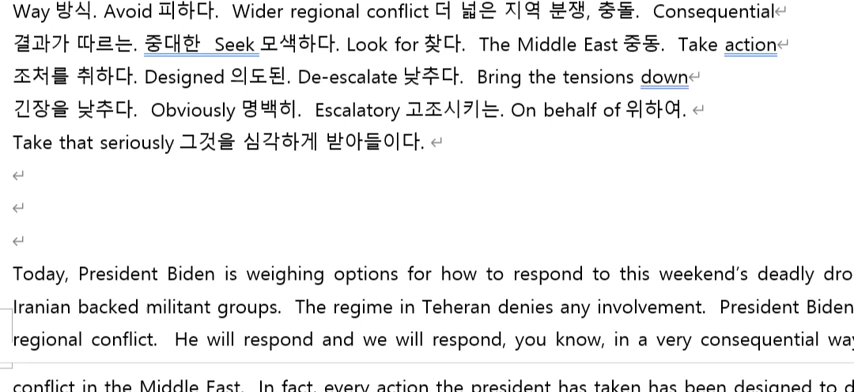 Way 방식. Avoid 피하다.  Wider regional conflict 더 넓은 지역 분쟁, 충돌.  Consequential
결과가 따르는. 중대한  Seek 모색하다. Look for 찾다.  The Middle East 중동.  Take action
조처를 취하다. Designed 의도된. De-escalate 낮추다.  Bring the tensions down
긴장을 낮추다.  Obviously 명백히.  Escalatory 고조시키는. On behalf of 위하여.
Take that seriously 그것을 심각하게 받아들이다.
Today, President Biden is weighing options for how to respond to this weekend's deadly dro
Iranian backed militant groups.  The regime in Teheran denies any involvement.  President Biden
regional conflict.  He will respond and we will respond, you know, in a very consequential way
conflict in the Middle East.  In fact, every action the president has taken has been designed to d